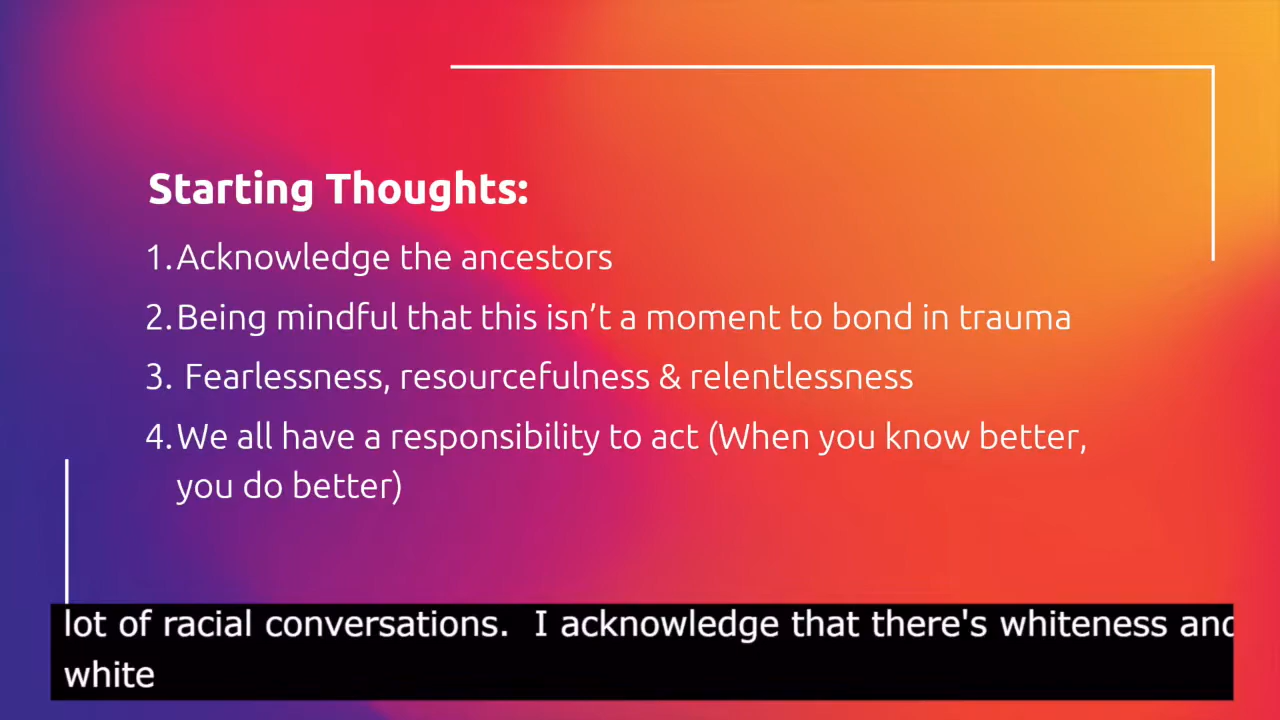 Starting Thoughts:
1. Acknowledge the ancestors
2. Being mindful that this isn’t a moment to bond in trauma
3. Fearlessness, resourcefulness & relentlessness
4. We all have a responsibility to act (When you know better,
you do better)
lot of racial conversations.  I acknowledge that there's whiteness and
white